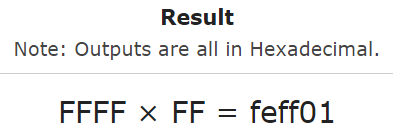 Result
Note: Outputs are all in Hexadecimal.
FFFF × FF = feff01